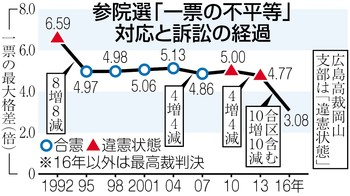 参院選「一票の不平等」
対応と訴訟の経過
一票の最大格差(倍)
8.0
6.0
4.0
2.0
0
6.59
4.97
4.98
5.06
5.13
4.86
5.00
4.77
3.08
8増8減
4増4減
4増4減
合区含む
10増10減
広島高裁岡山
支部は「違憲状態」
合憲 違憲状態
※16年以外は最高裁判決
1992 95 98 2001 04 07 10 13 16年